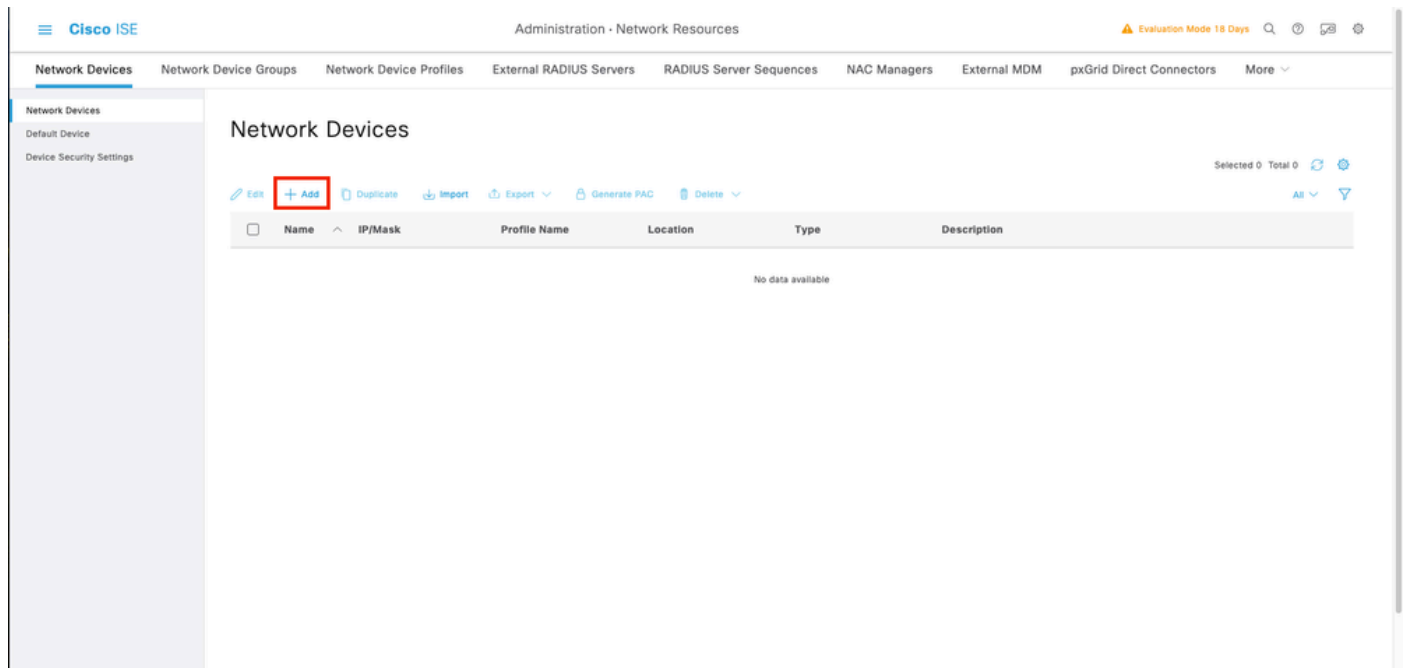 Cisco ISE
Administration · Network Resources
Evaluation Mode 18 Days
Network Devices Network Device Groups Network Device Profiles External RADIUS Servers RADIUS Server Sequences NAC Managers External MDM pxGrid Direct Connectors More
Network Devices
Default Device
Device Security Settings
Network Devices
Selected 0 Total 0
Edit Add Duplicate Import Export Generate PAC Delete All
Name IP/Mask Profile Name Location Type Description
No data available